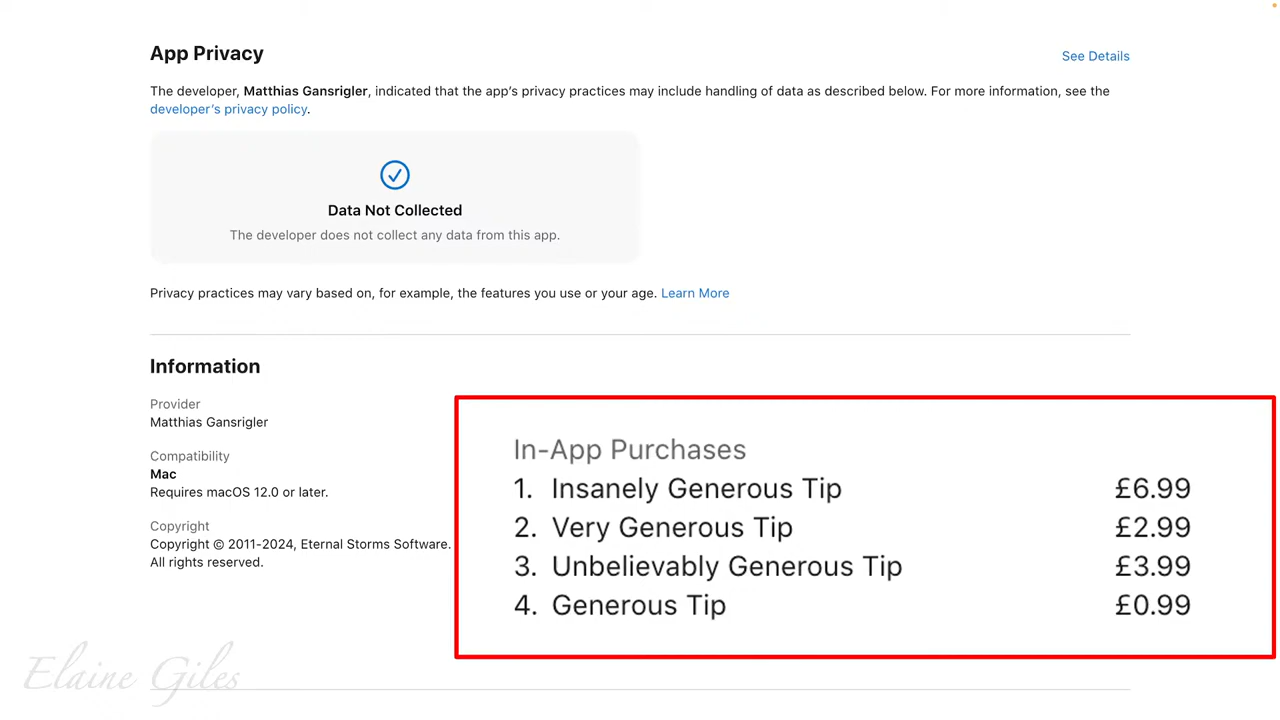 App Privacy
See Details
The developer, Matthias Gansrigler, indicated that the app's privacy practices may include handling of data as described below. For more information, see the
developer's privacy policy.
Data Not Collected
The developer does not collect any data from this app.
Privacy practices may vary based on, for example, the features you use or your age. Learn More
Information
Provider
Matthias Gansrigler
Compatibility
Mac
Requires macOS 12.0 or later.
Copyright
Copyright © 2011-2024, Eternal Storms Software.
All rights reserved.
In-App Purchases
1. Insanely Generous Tip £6.99
2. Very Generous Tip £2.99
3. Unbelievably Generous Tip £3.99
4. Generous Tip £0.99
Elaine Giles